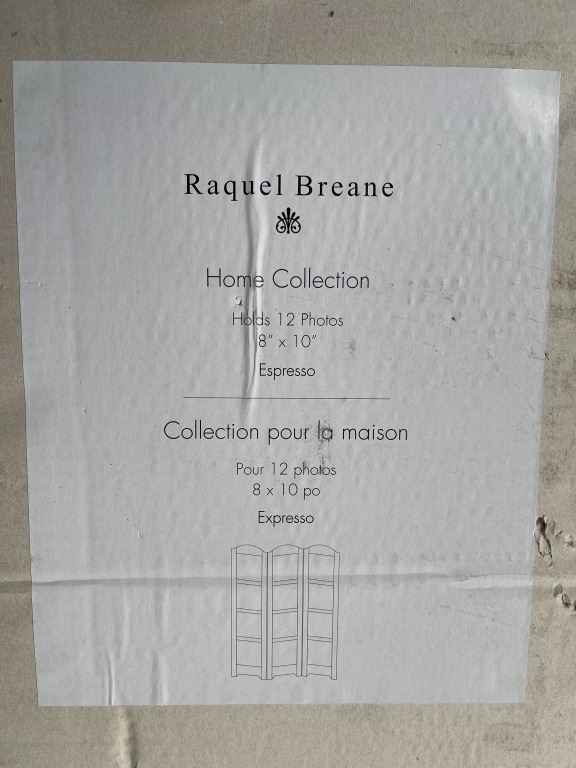 Raquel Breane
Home Collection
Holds 12 Photos
8" x 10"
Espresso
Collection pour la maison
Pour 12 photos
8 x 10 po
Expresso